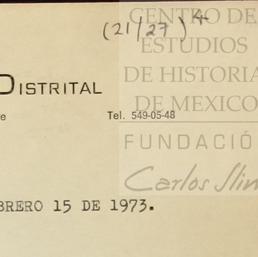 (21/27) 4
CENTRO DE
ESTUDIOS
DE HISTORIA
DE MEXICO
DISTRITAL
Tel. 549-05-48
FUNDACIÓ
Carlos Slim
BRERO 15 DE 1973.